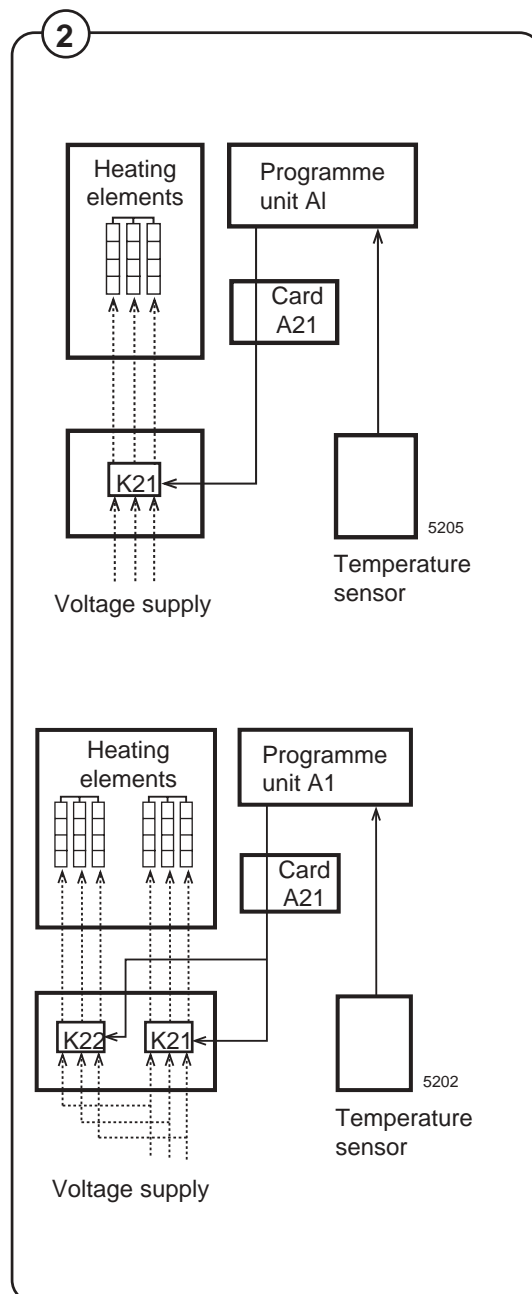 2
Heating
elements
Programme
unit AI
Card
A21
K21
5205
Temperature
sensor
Voltage supply
Heating
elements
Programme
unit A1
Card
A21
K22
K21
5202
Temperature
sensor
Voltage supply